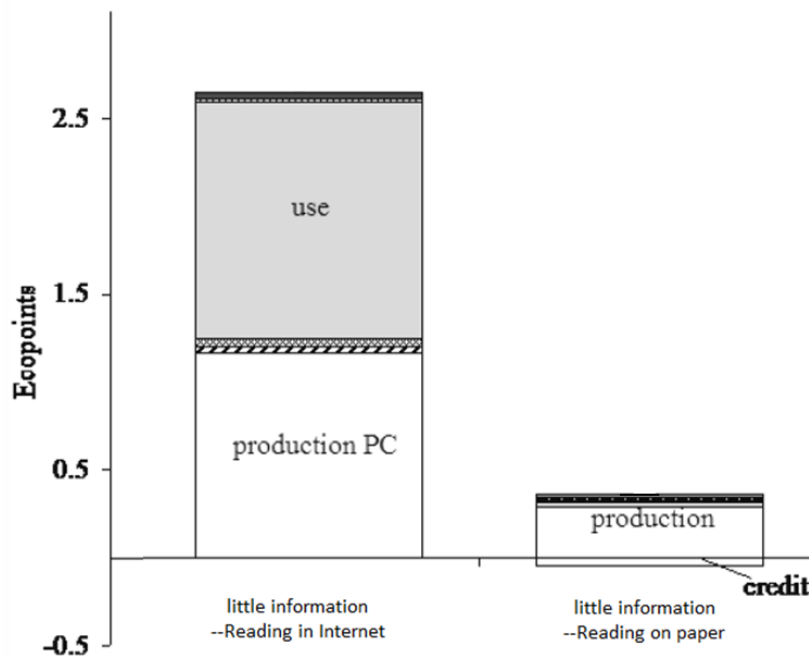 2.5
use
1.5
Ecopoints
production PC
0.5
production
credit
little information
--Reading in Internet
little information
--Reading on paper
-0.5